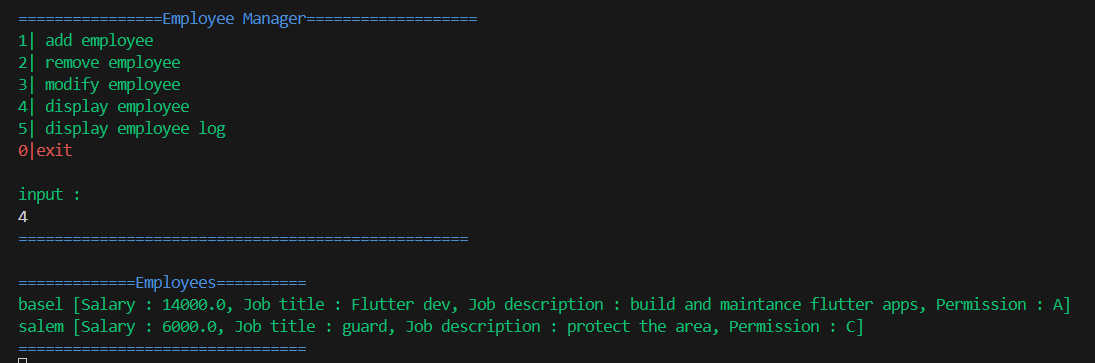 ================Employee Manager===================
1| add employee
2| remove employee
3| modify employee
4| display employee
5| display employee log
0|exit
input :
4
==================================================
=============Employees==========
basel [Salary : 14000.0, Job title : Flutter dev, Job description : build and maintance flutter apps, Permission : A]
salem [Salary : 6000.0, Job title : guard, Job description : protect the area, Permission : C]
================================